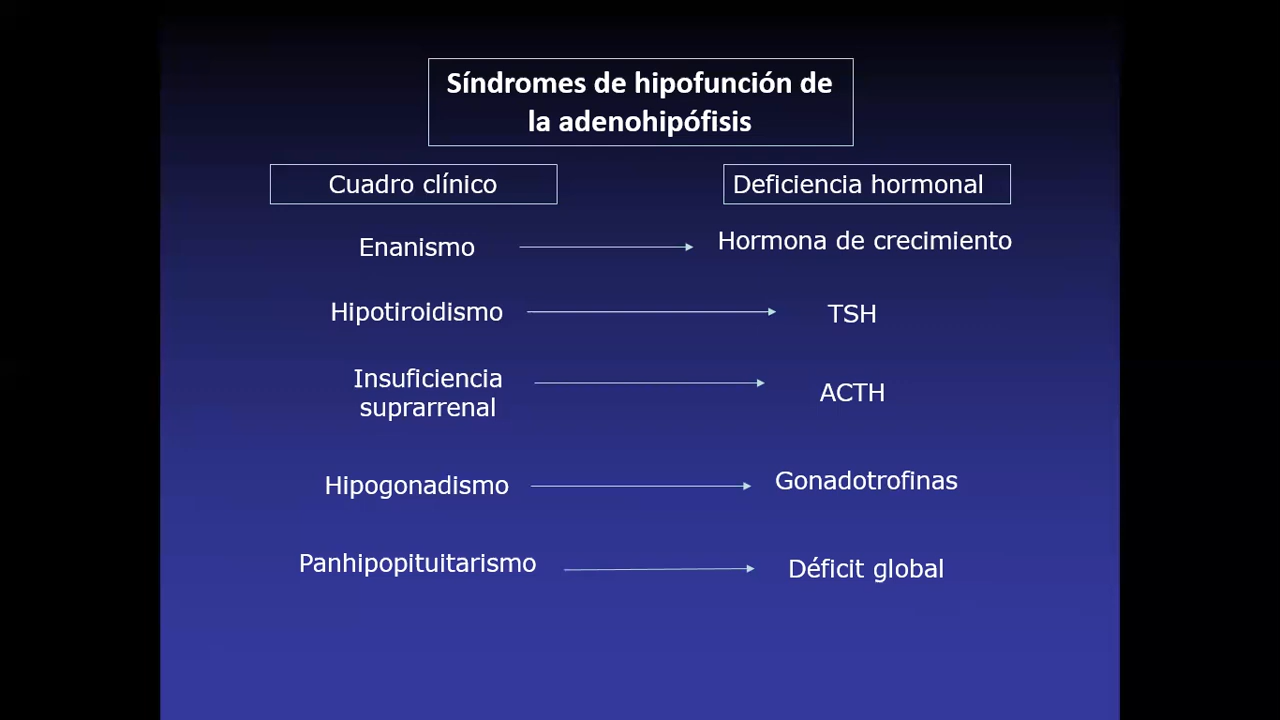 Síndromes de hipofunción de
la adenohipófisis
Cuadro clínico
Deficiencia hormonal
Enanismo
Hormona de crecimiento
Hipotiroidismo
TSH
Insuficiencia
suprarrenal
ACTH
Hipogonadismo
Gonadotrofinas
Panhipopituitarismo
Déficit global